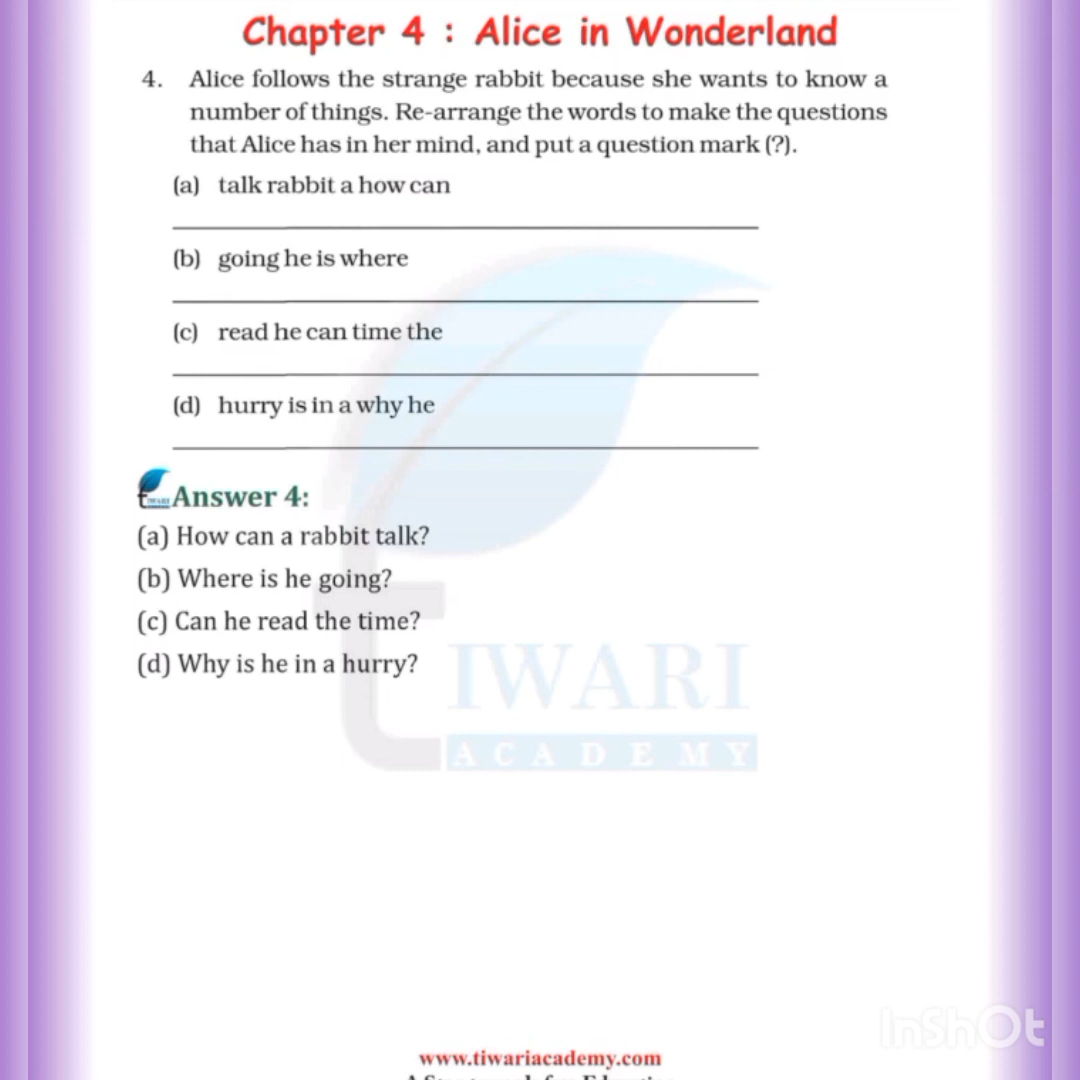 Chapter 4 : Alice in Wonderland
4. Alice follows the strange rabbit because she wants to know a
number of things. Re-arrange the words to make the questions
that Alice has in her mind, and put a question mark (?).
(a) talk rabbit a how can
(b) going he is where
(c) read he can time the
(d) hurry is in a why he
TIWARI Answer 4:
(a) How can a rabbit talk?
(b) Where is he going?
(c) Can he read the time?
(d) Why is he in a hurry?
TIWARI
ACADEMY
InShOt
www.tiwariacademy.com